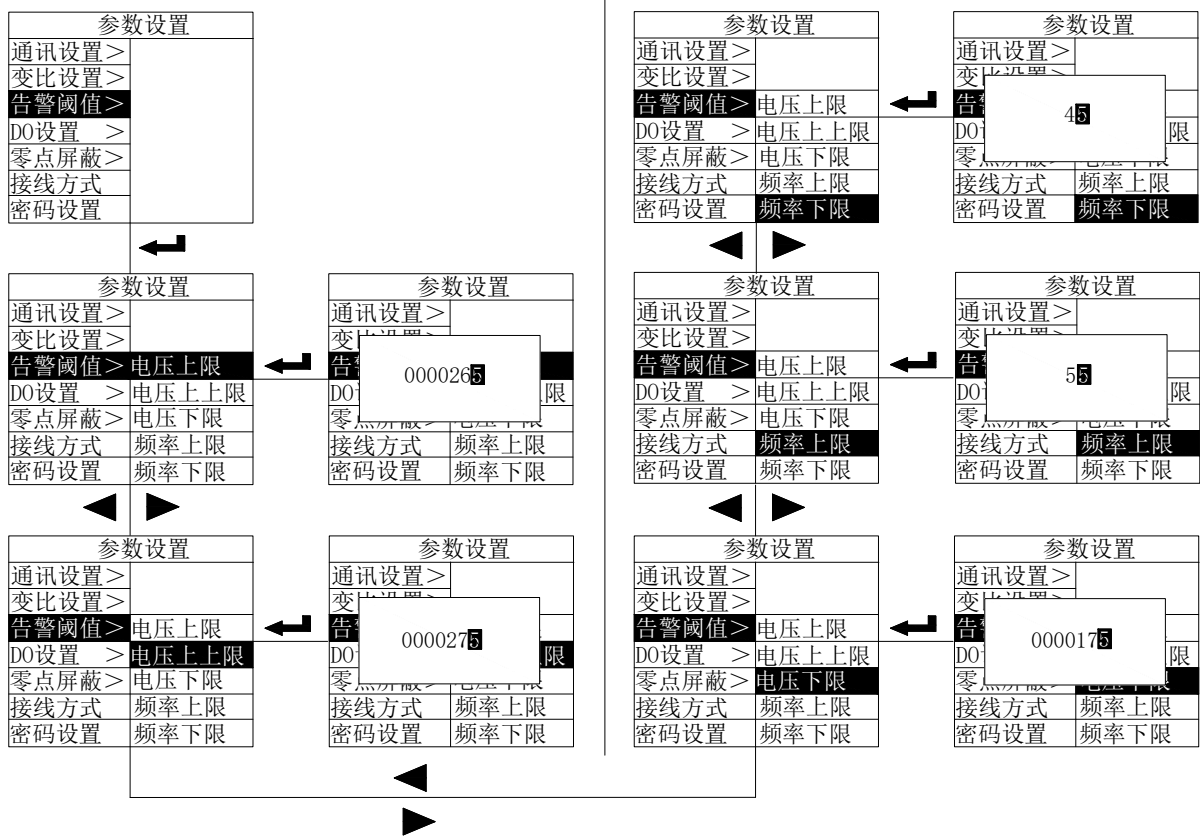 参数设置
通讯设置>
变比设置>
告警阈值>
DO设置 >
零点屏蔽>
接线方式
密码设置
参数设置
通讯设置>
变比设置>
告警阈值> 电压上限
DO设置 > 电压上上限
零点屏蔽> 电压下限
接线方式 频率上限
密码设置 频率下限
参数设置
通讯设置>
0000265
限
接线方式 频率上限
密码设置 频率下限
参数设置
通讯设置>
变比设置>
告警阈值> 电压上限
DO设置 > 电压上上限
零点屏蔽> 电压下限
接线方式 频率上限
密码设置 频率下限
参数设置
通讯设置>
0000275
限
接线方式 频率上限
密码设置 频率下限
参数设置
通讯设置>
变比设置>
告警阈值> 电压上限
DO设置 > 电压上上限
零点屏蔽> 电压下限
接线方式 频率上限
密码设置 频率下限
参数设置
通讯设置>
45
限
接线方式 频率上限
密码设置 频率下限
参数设置
通讯设置>
变比设置>
告警阈值> 电压上限
DO设置 > 电压上上限
零点屏蔽> 电压下限
接线方式 频率上限
密码设置 频率下限
参数设置
通讯设置>
55
限
接线方式 频率上限
密码设置 频率下限
参数设置
通讯设置>
变比设置>
告警阈值> 电压上限
DO设置 > 电压上上限
零点屏蔽> 电压下限
接线方式 频率上限
密码设置 频率下限
参数设置
通讯设置>
0000175
限
接线方式 频率上限
密码设置 频率下限